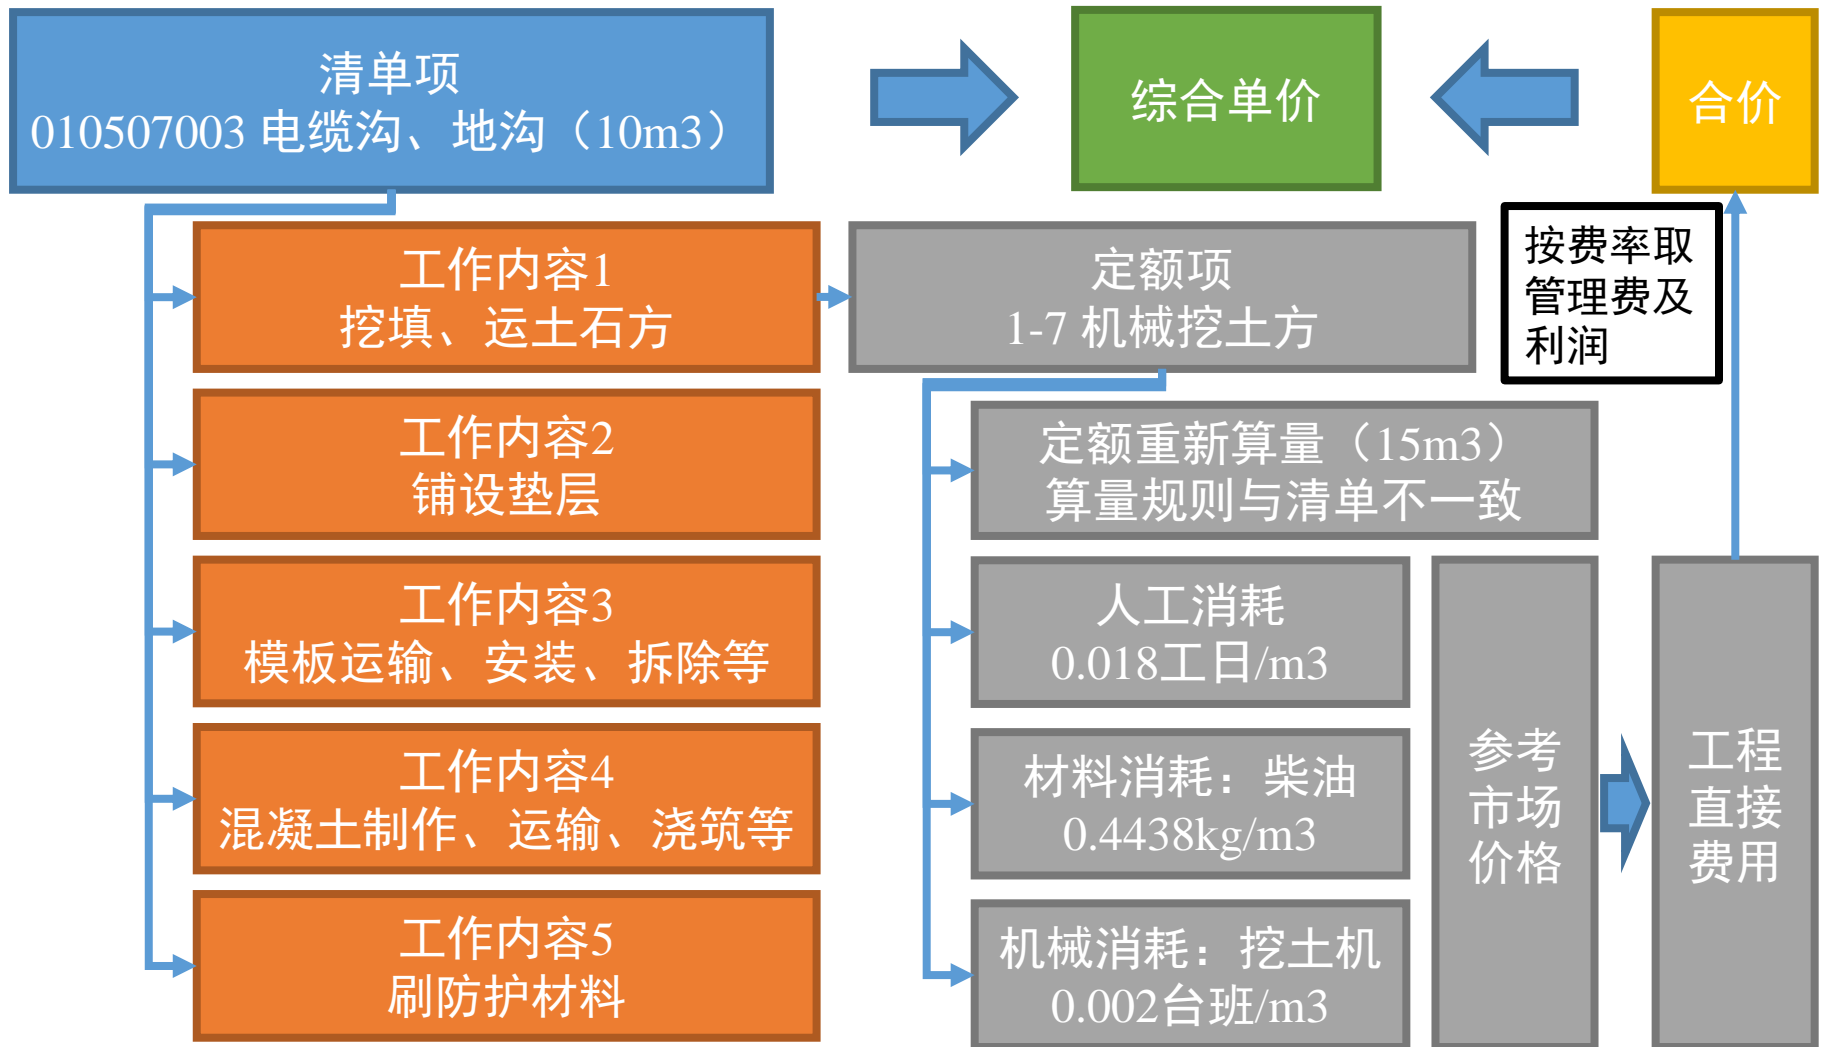 清单项
010507003 电缆沟、地沟（10m3）
综合单价
合价
工作内容1
挖填、运土石方
定额项
1-7 机械挖土方
按费率取
管理费及
利润
工作内容2
铺设垫层
定额重新算量（15m3）
算量规则与清单不一致
工作内容3
模板运输、安装、拆除等
人工消耗
0.018工日/m3
工作内容4
混凝土制作、运输、浇筑等
材料消耗：柴油
0.4438kg/m3
参考
市场
价格
工程
直接
费用
工作内容5
刷防护材料
机械消耗：挖土机
0.002台班/m3